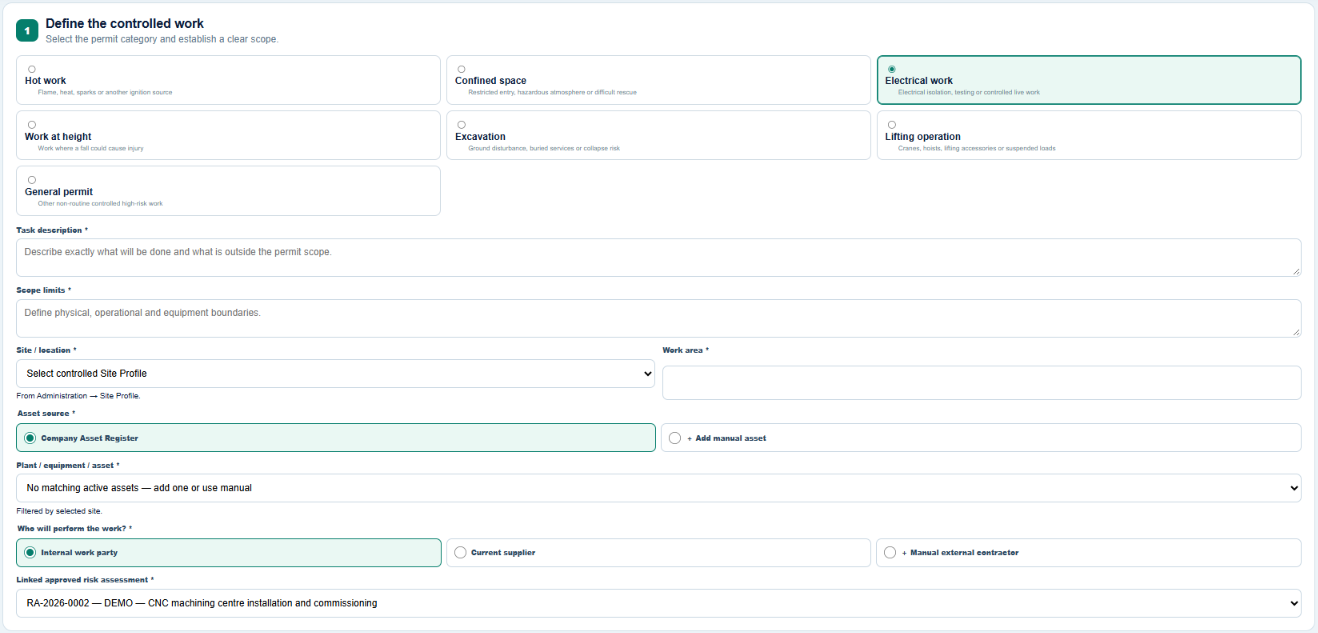 1
Define the controlled work
Select the permit category and establish a clear scope.
Hot work
Flame, heat, sparks or another ignition source
Confined space
Restricted entry, hazardous atmosphere or difficult rescue
Electrical work
Electrical isolation, testing or controlled live work
Work at height
Work where a fall could cause injury
Excavation
Ground disturbance, buried services or collapse risk
Lifting operation
Cranes, hoists, lifting accessories or suspended loads
General permit
Other non-routine controlled high-risk work
Task description *
Describe exactly what will be done and what is outside the permit scope.
Scope limits *
Define physical, operational and equipment boundaries.
Site / location *
Work area *
Select controlled Site Profile
From Administration → Site Profile.
Asset source *
Company Asset Register
+ Add manual asset
Plant / equipment / asset *
No matching active assets — add one or use manual
Filtered by selected site.
Who will perform the work? *
Internal work party
Current supplier
+ Manual external contractor
Linked approved risk assessment *
RA-2026-0002 — DEMO — CNC machining centre installation and commissioning